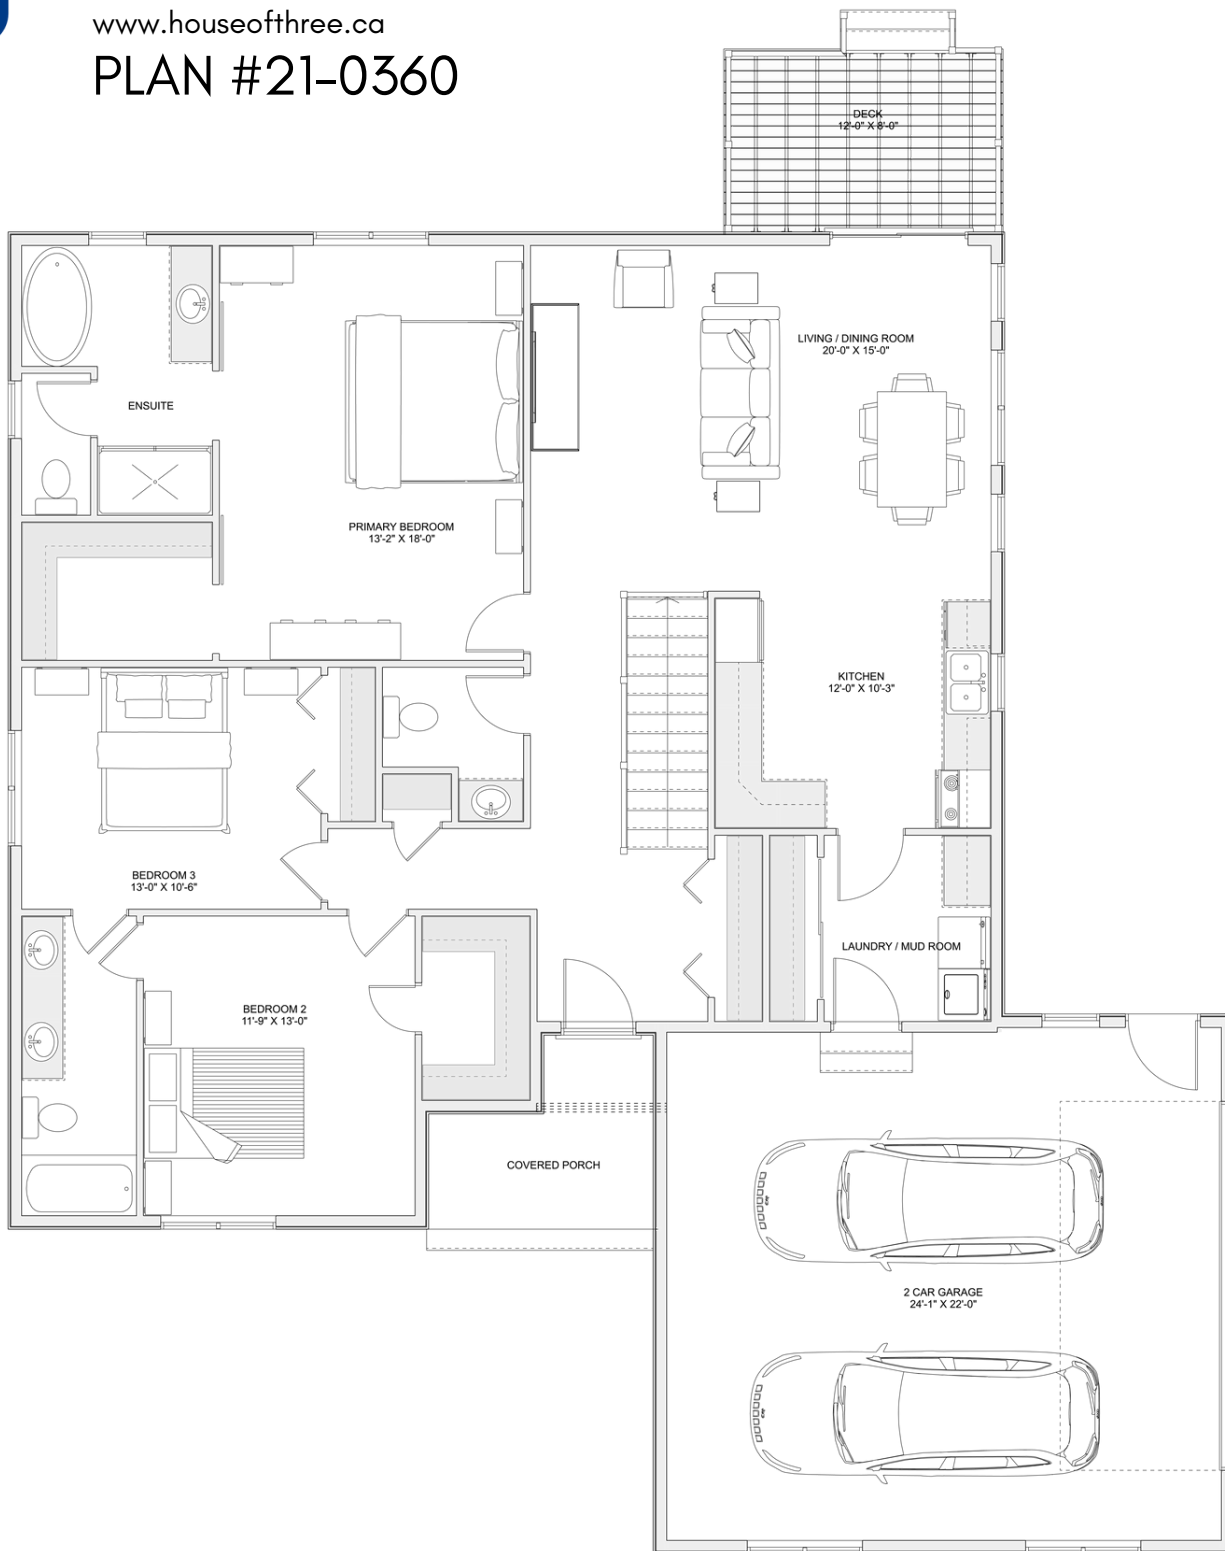 www.houseofthree.ca
PLAN #21-0360
DECK
12'-0" X 8'-0"
LIVING / DINING ROOM
20'-0" X 15'-0"
ENSUITE
PRIMARY BEDROOM
13'-2" X 18'-0"
KITCHEN
12'-0" X 10'-3"
BEDROOM 3
13'-0" X 10'-6"
LAUNDRY / MUD ROOM
BEDROOM 2
11'-9" X 13'-0"
COVERED PORCH
2 CAR GARAGE
24'-1" X 22'-0"